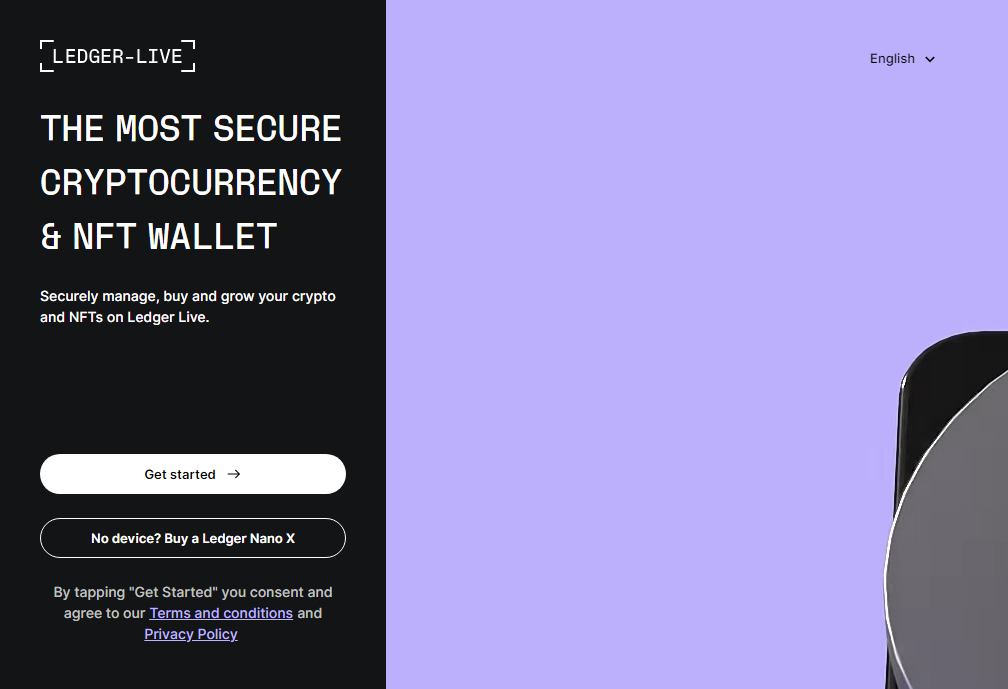 LEDGER-LIVE
English
THE MOST SECURE
CRYPTOCURRENCY
& NFT WALLET
Securely manage, buy and grow your crypto
and NFTs on Ledger Live.
Get started →
No device? Buy a Ledger Nano X
By tapping "Get Started" you consent and
agree to our Terms and conditions and
Privacy Policy